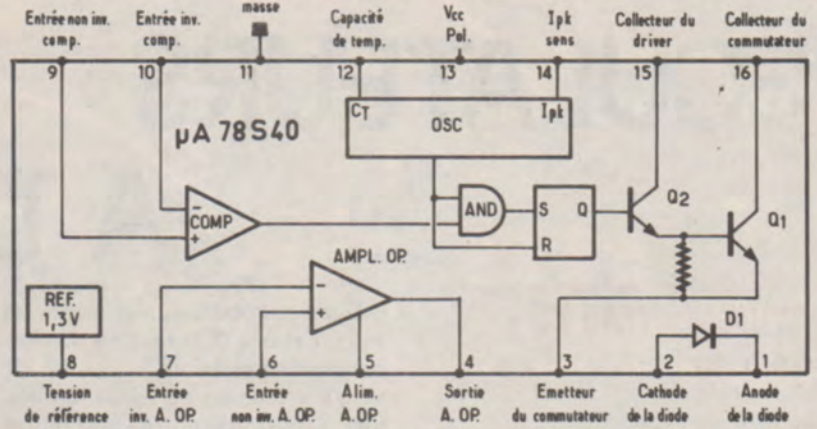 masse
Entrée non inv.
comp.
Entrée inv.
comp.
Capacité
de temp.
Vcc
Pol.
Ipk
sens
Collecteur du
driver
Collecteur du
commutateur
9 10 11 12 13 14 15 16
CT Ipk
OSC
µA 78S40
COMP
-
+
AND
S Q
R
Q2
Q1
AMPL. OP.
-
+
REF.
1,3V
D1
8 7 6 5 4 3 2 1
Tension
de référence
Entrée
inv. A. OP.
Entrée
non inv. A. OP.
Alim.
A.OP.
Sortie
A. OP.
Emetteur
du commutateur
Cathode
de la diode
Anode
de la diode